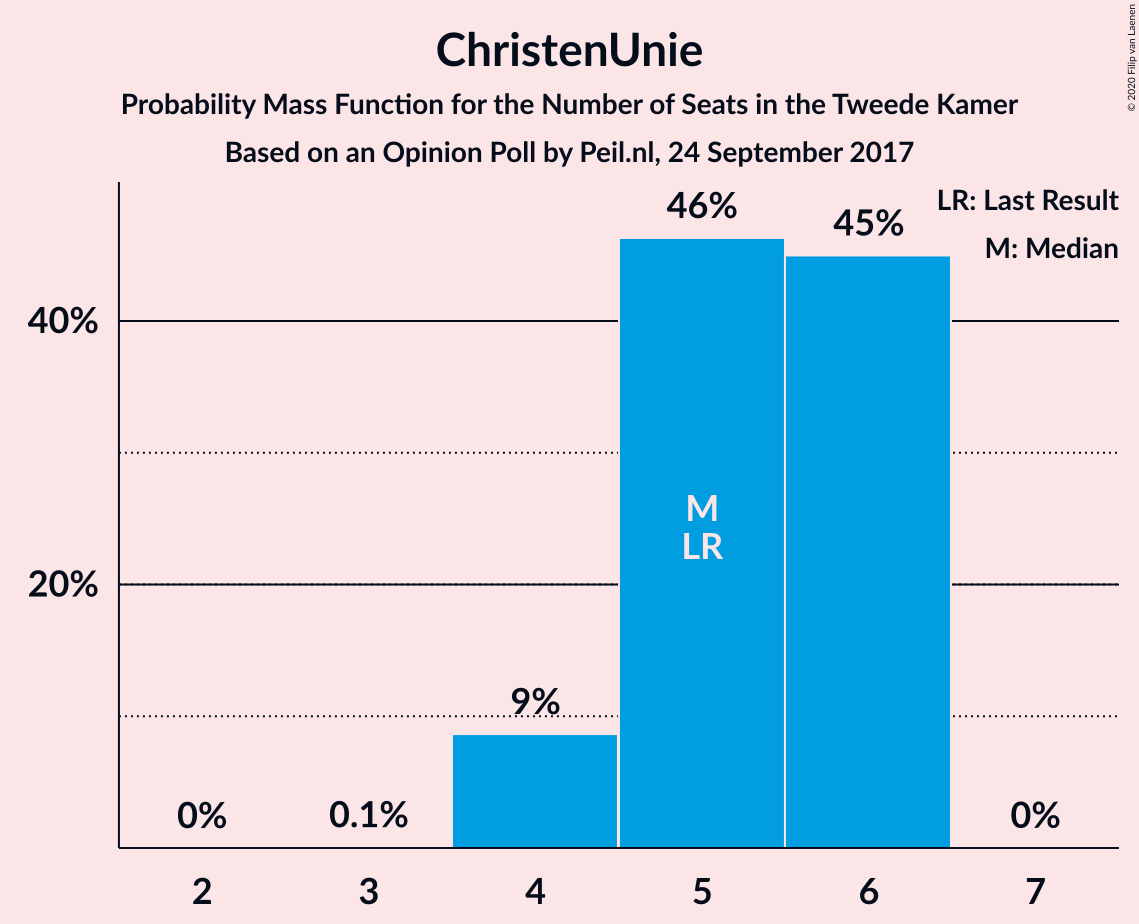 ChristenUnie
Probability Mass Function for the Number of Seats in the Tweede Kamer
Based on an Opinion Poll by Peil.nl, 24 September 2017
© 2020 Filip van Laenen
LR: Last Result
M: Median
46%
45%
40%
M
LR
20%
9%
0%
0.1%
0%
2
3
4
5
6
7